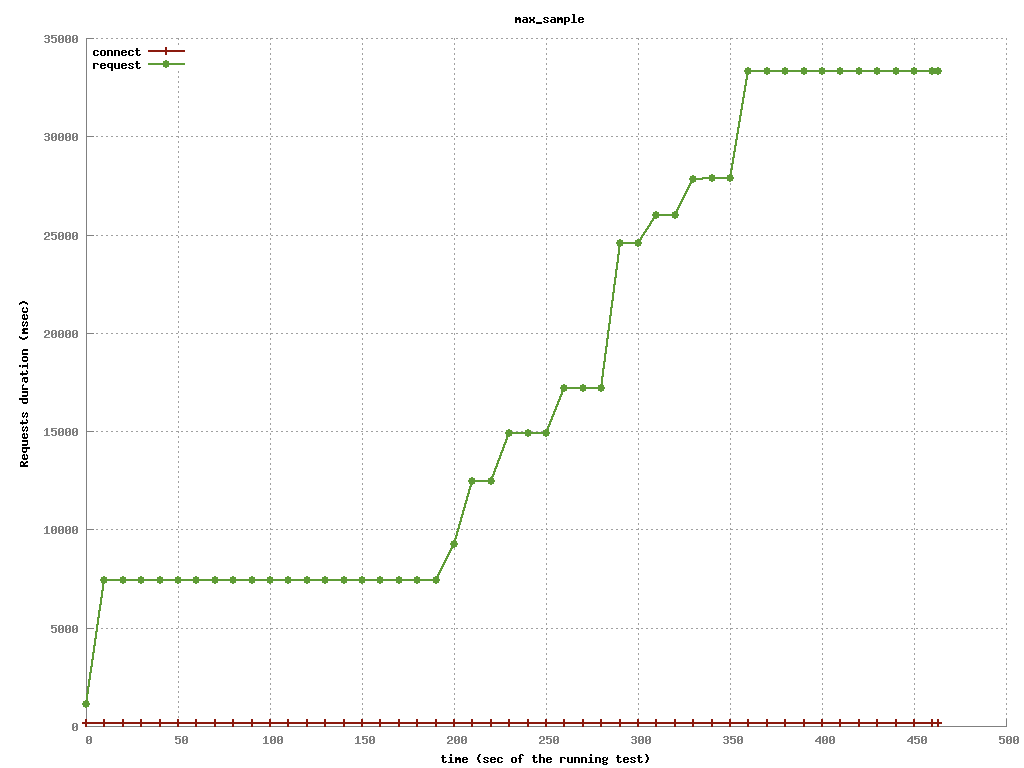 max_sample
connect
request
35000
30000
25000
20000
15000
10000
5000
0
Requests duration (msec)
0 50 100 150 200 250 300 350 400 450 500
time (sec of the running test)